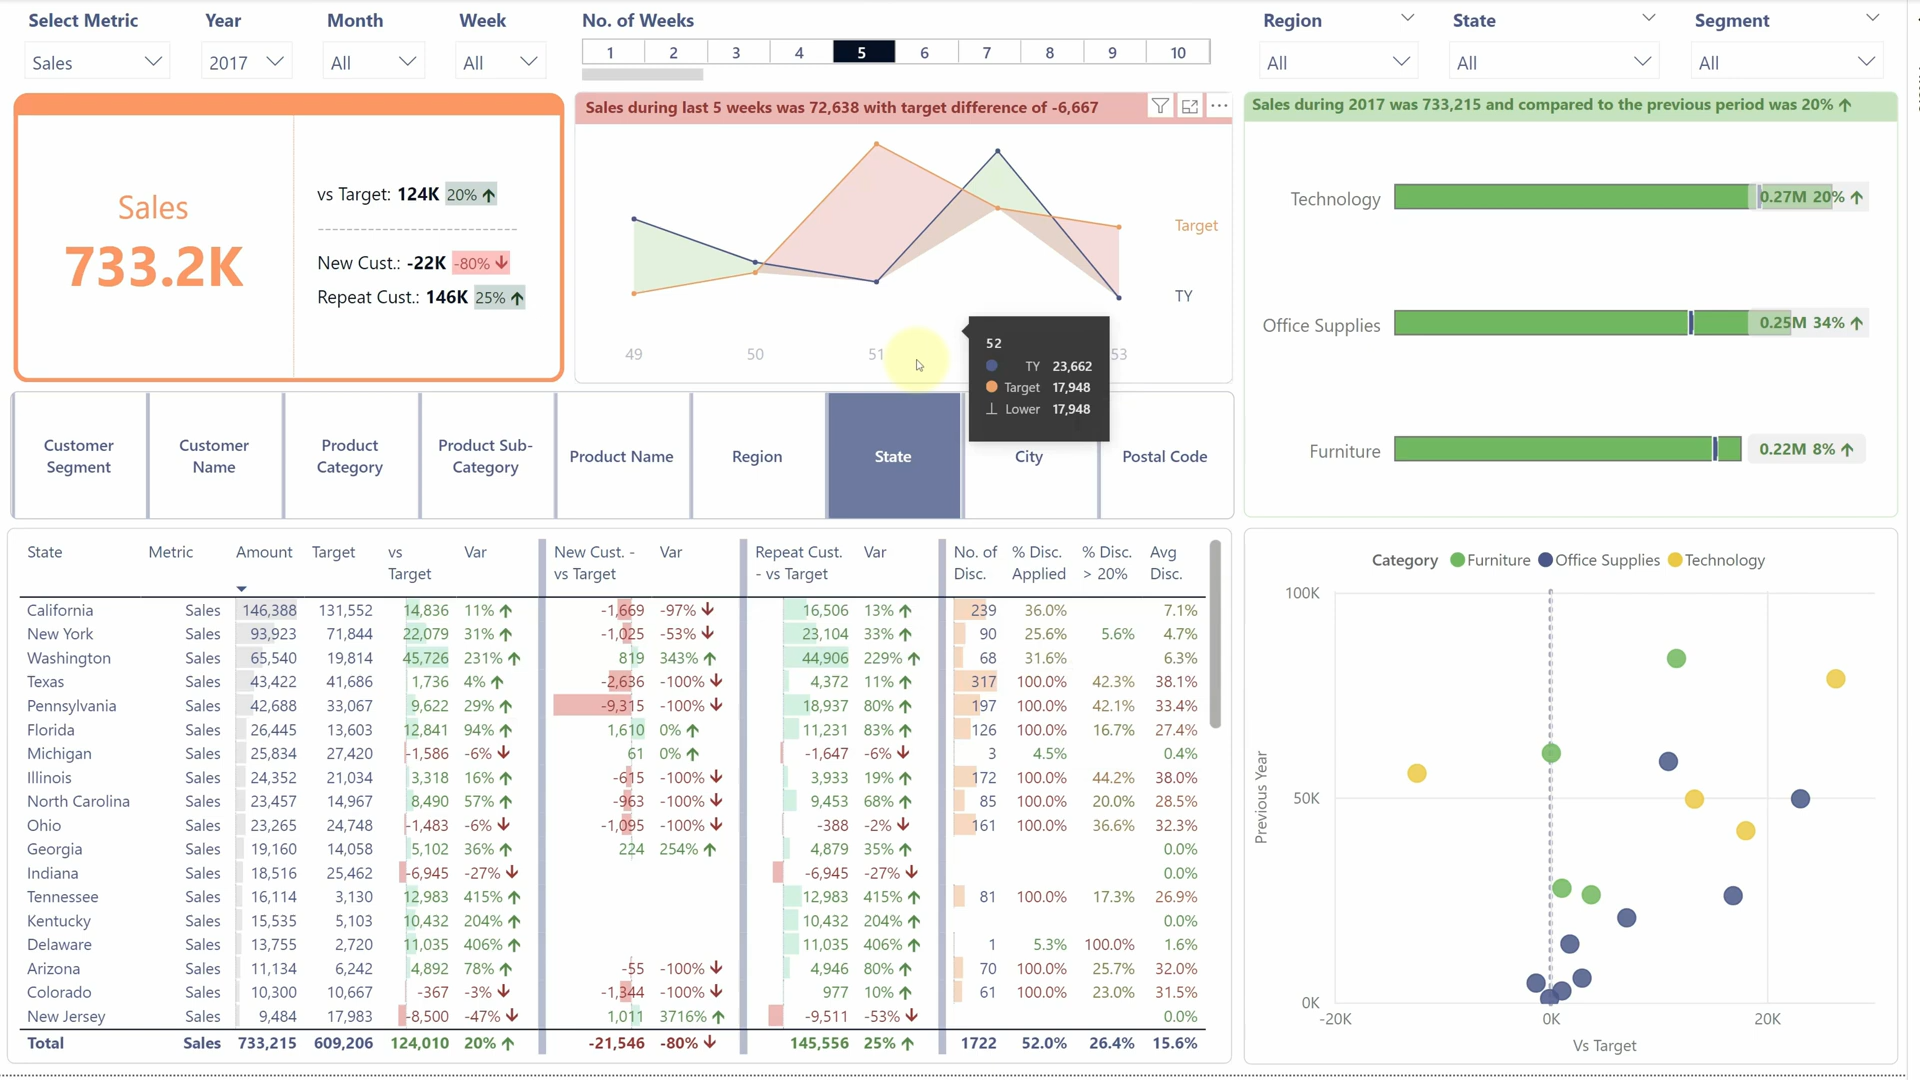 Select Metric Year Month Week No. of Weeks Region State Segment
Sales 2017 All All 1 2 3 4 5 6 7 8 9 10 All All All
Sales during last 5 weeks was 72,638 with target difference of -6,667
Sales during 2017 was 733,215 and compared to the previous period was 20%
Sales
733.2K
vs Target: 124K 20%
New Cust.: -22K -80%
Repeat Cust.: 146K 25%
Target
TY
49 50 51 53
52
TY 23,662
Target 17,948
Lower 17,948
Technology 0.27M 20%
Office Supplies 0.25M 34%
Furniture 0.22M 8%
Customer Segment
Customer Name
Product Category
Product Sub-Category
Product Name
Region
State
City
Postal Code
State Metric Amount Target vs Target Var New Cust. - vs Target Var Repeat Cust. - vs Target Var No. of Disc. % Disc. Applied % Disc. > 20% Avg Disc.
California Sales 146,388 131,552 14,836 11% -1,669 -97% 16,506 13% 239 36.0% 7.1%
New York Sales 93,923 71,844 22,079 31% -1,025 -53% 23,104 33% 90 25.6% 5.6% 4.7%
Washington Sales 65,540 19,814 45,726 231% 819 343% 44,906 229% 68 31.6% 6.3%
Texas Sales 43,422 41,686 1,736 4% -2,636 -100% 4,372 11% 317 100.0% 42.3% 38.1%
Pennsylvania Sales 42,688 33,067 9,622 29% -9,315 -100% 18,937 80% 197 100.0% 42.1% 33.4%
Florida Sales 26,445 13,603 12,841 94% 1,610 0% 11,231 83% 126 100.0% 16.7% 27.4%
Michigan Sales 25,834 27,420 -1,586 -6% 61 0% -1,647 -6% 3 4.5% 0.4%
Illinois Sales 24,352 21,034 3,318 16% -615 -100% 3,933 19% 172 100.0% 44.2% 38.0%
North Carolina Sales 23,457 14,967 8,490 57% -963 -100% 9,453 68% 85 100.0% 20.0% 28.5%
Ohio Sales 23,265 24,748 -1,483 -6% -1,095 -100% -388 -2% 161 100.0% 36.6% 32.3%
Georgia Sales 19,160 14,058 5,102 36% 224 254% 4,879 35% 0.0%
Indiana Sales 18,516 25,462 -6,945 -27% -6,945 -27% 0.0%
Tennessee Sales 16,114 3,130 12,983 415% 12,983 415% 81 100.0% 17.3% 26.9%
Kentucky Sales 15,535 5,103 10,432 204% 10,432 204% 0.0%
Delaware Sales 13,755 2,720 11,035 406% 11,035 406% 1 5.3% 100.0% 1.6%
Arizona Sales 11,134 6,242 4,892 78% -55 -100% 4,946 80% 70 100.0% 25.7% 32.0%
Colorado Sales 10,300 10,667 -367 -3% -1,344 -100% 977 10% 61 100.0% 23.0% 31.5%
New Jersey Sales 9,484 17,983 -8,500 -47% 1,011 3716% -9,511 -53% 0.0%
Total Sales 733,215 609,206 124,010 20% -21,546 -80% 145,556 25% 1722 52.0% 26.4% 15.6%
Category Furniture Office Supplies Technology
100K
50K
0K
Previous Year
-20K 0K 20K
Vs Target